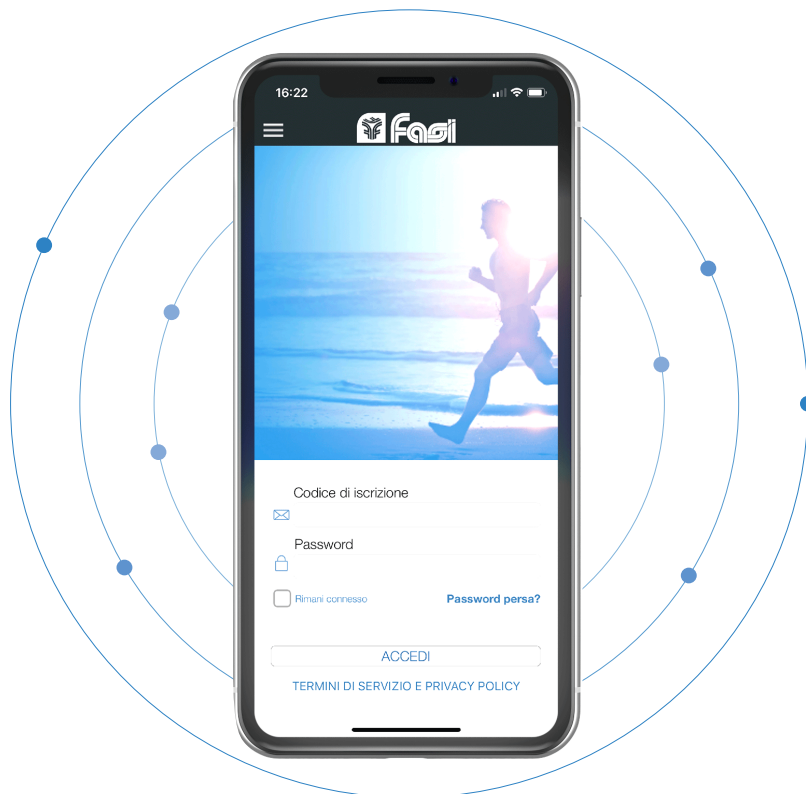 16:22
Fasi
Codice di iscrizione
Password
Rimani connesso
Password persa?
ACCEDI
TERMINI DI SERVIZIO E PRIVACY POLICY